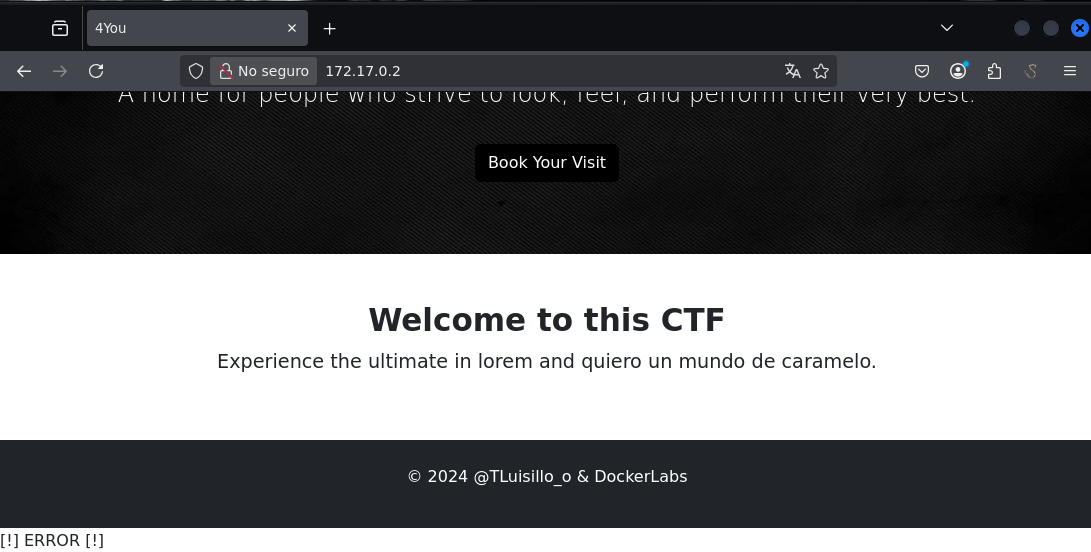 4You
No seguro
172.17.0.2
A home for people who strive to look, feel, and perform their very best.
Book Your Visit
Welcome to this CTF
Experience the ultimate in lorem and quiero un mundo de caramelo.
© 2024 @TLuisillo_o & DockerLabs
[!] ERROR [!]